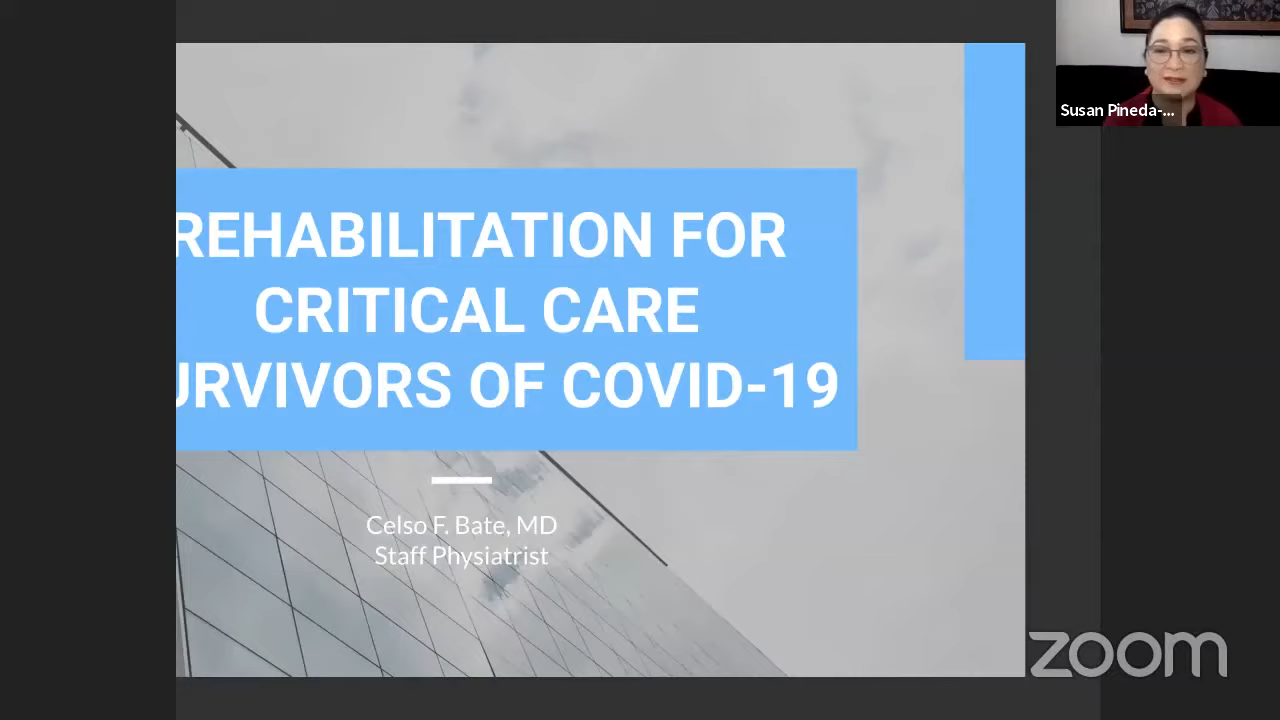 REHABILITATION FOR
CRITICAL CARE
URVIVORS OF COVID-19
Celso F. Bate, MD
Staff Physiatrist
Susan Pineda-...
zoom